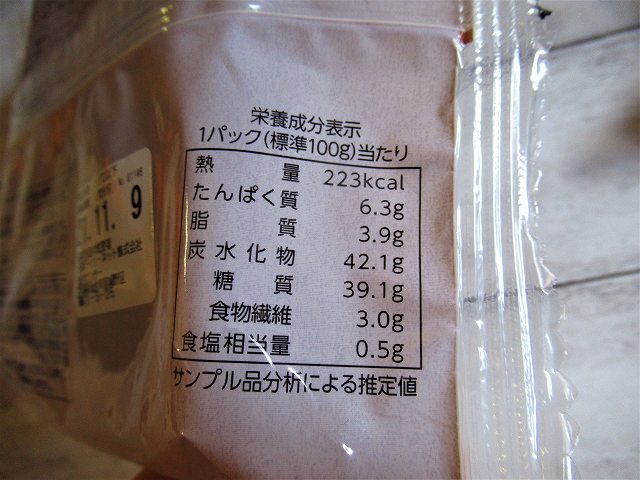 栄養成分表示
1パック(標準100g)当たり
熱量 223kcal
たんぱく質 6.3g
脂質 3.9g
炭水化物 42.1g
糖質 39.1g
食物繊維 3.0g
食塩相当量 0.5g
サンプル品分析による推定値
11. 9